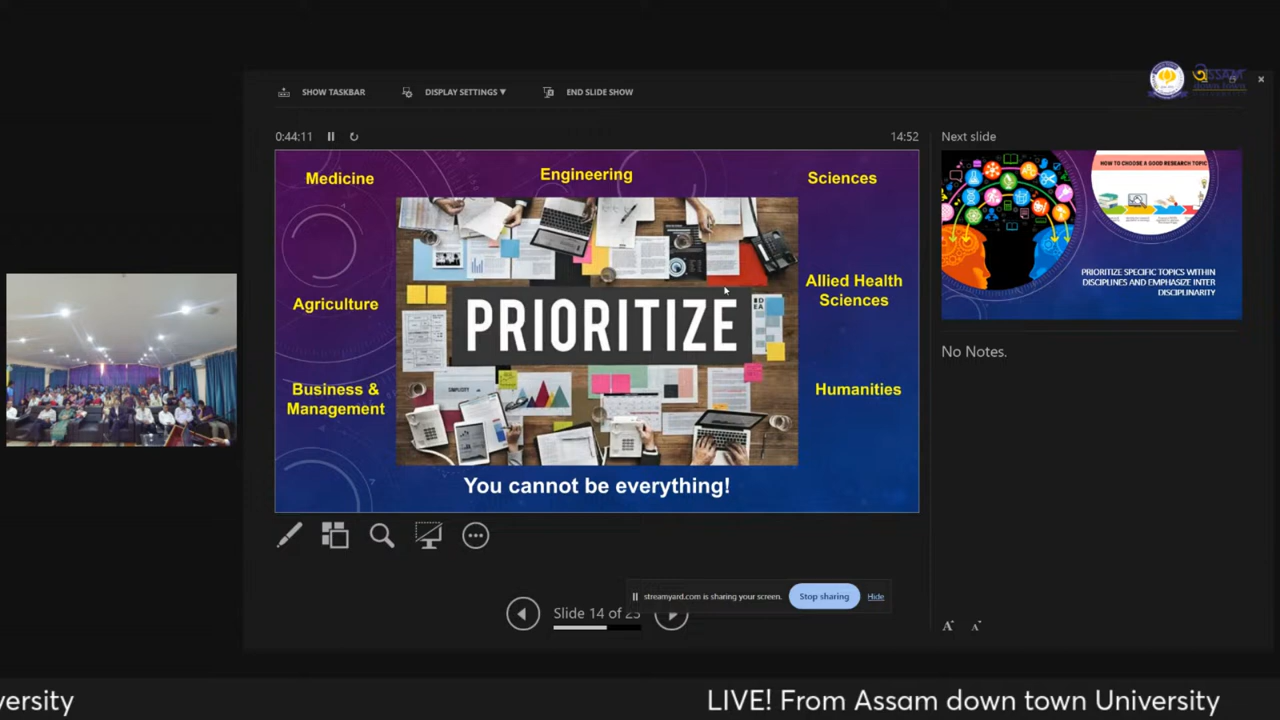 SHOW TASKBAR
DISPLAY SETTINGS ▼
END SLIDE SHOW
0:44:11
14:52
Next slide
Medicine
Engineering
Sciences
Agriculture
Allied Health
Sciences
PRIORITIZE
Business &
Management
Humanities
You cannot be everything!
HOW TO CHOOSE A GOOD RESEARCH TOPIC
PRIORITIZE SPECIFIC TOPICS WITHIN
DISCIPLINES AND EMPHASIZE INTER
DISCIPLINARITY
No Notes.
streamyard.com is sharing your screen.
Stop sharing
Hide
Slide 14 of 23
versity
LIVE! From Assam down town University